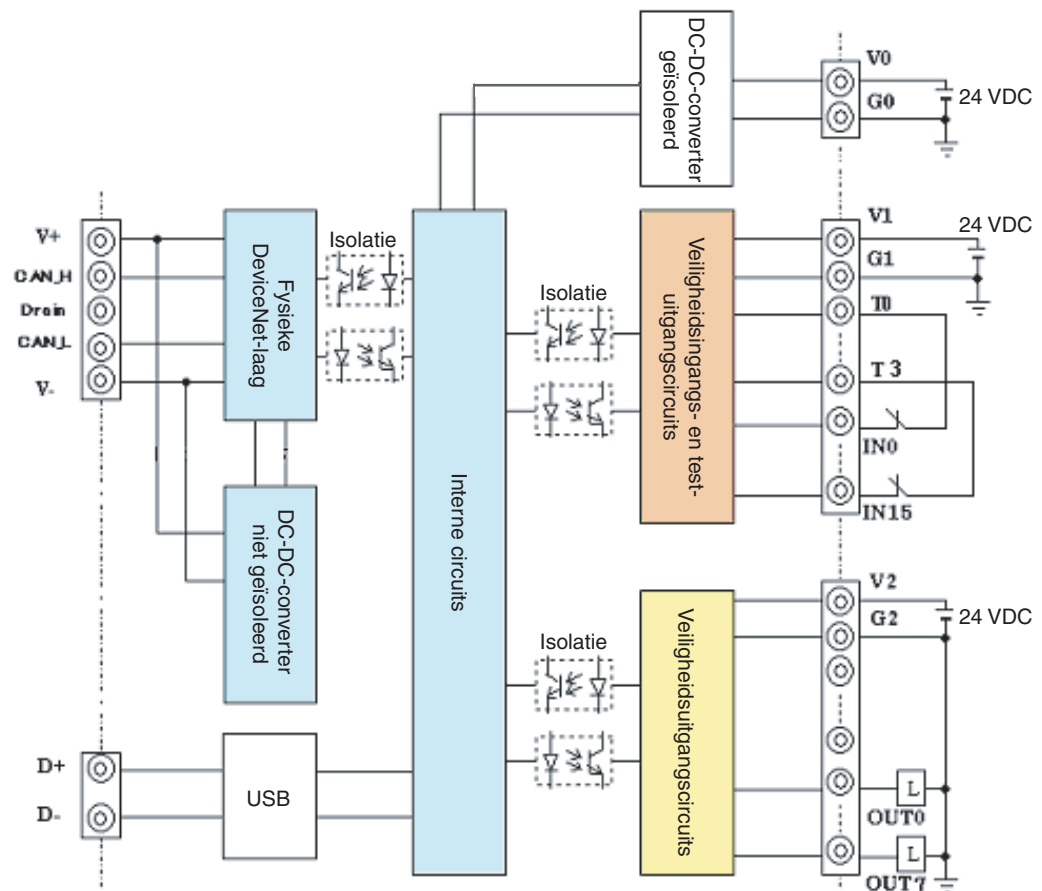 DC-DC-converter
geïsoleerd
V0
G0
24 VDC
V+
CAN_H
Drain
CAN_L
V-
Fysieke
DeviceNet-laag
Isolatie
DC-DC-converter
niet geïsoleerd
Interne circuits
Isolatie
Veiligheidsingangs- en test-
uitgangscircuits
V1
24 VDC
G1
T0
T 3
IN0
IN15
Isolatie
Veiligheidsuitgangscircuits
V2
G2
24 VDC
L
OUT0
L
OUT7
D+
D-
USB